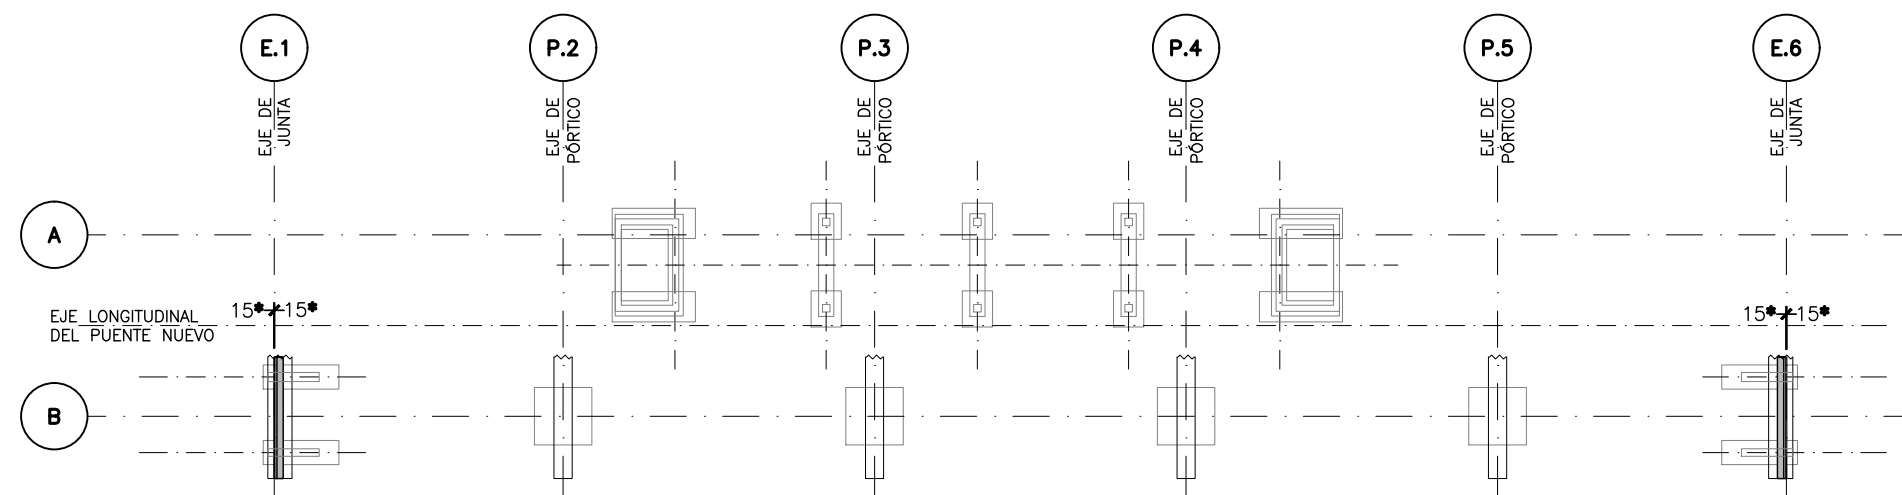 E.1
P.2
P.3
P.4
P.5
E.6
EJE DE
JUNTA
EJE DE
PÓRTICO
EJE DE
PÓRTICO
EJE DE
PÓRTICO
EJE DE
PÓRTICO
EJE DE
JUNTA
A
EJE LONGITUDINAL
DEL PUENTE NUEVO
15* 15*
15* 15*
B